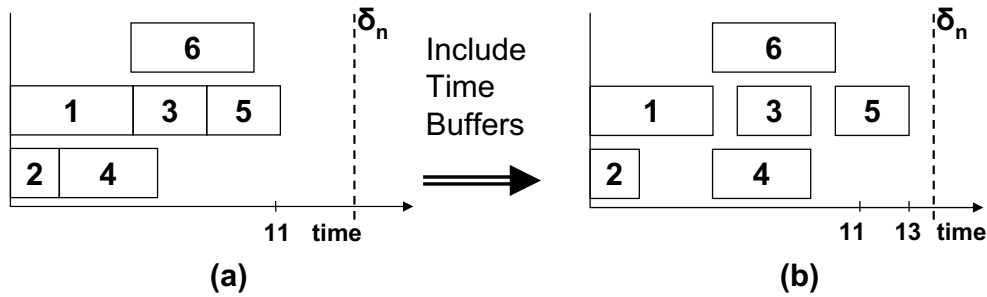 δn
6
1 3 5
2 4
11 time
(a)
Include
Time
Buffers
δn
6
1 3 5
2 4
11 13 time
(b)